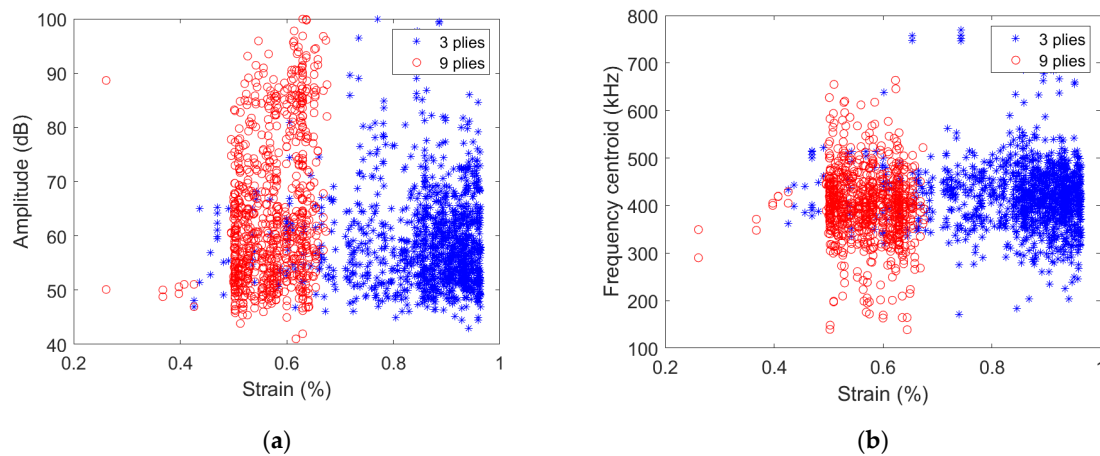 Amplitude (dB)
100
90
80
70
60
50
40
0.2
0.4
0.6
0.8
1
Strain (%)
3 plies
9 plies
(a)
Frequency centroid (kHz)
800
700
600
500
400
300
200
100
0.2
0.4
0.6
0.8
1
Strain (%)
3 plies
9 plies
(b)